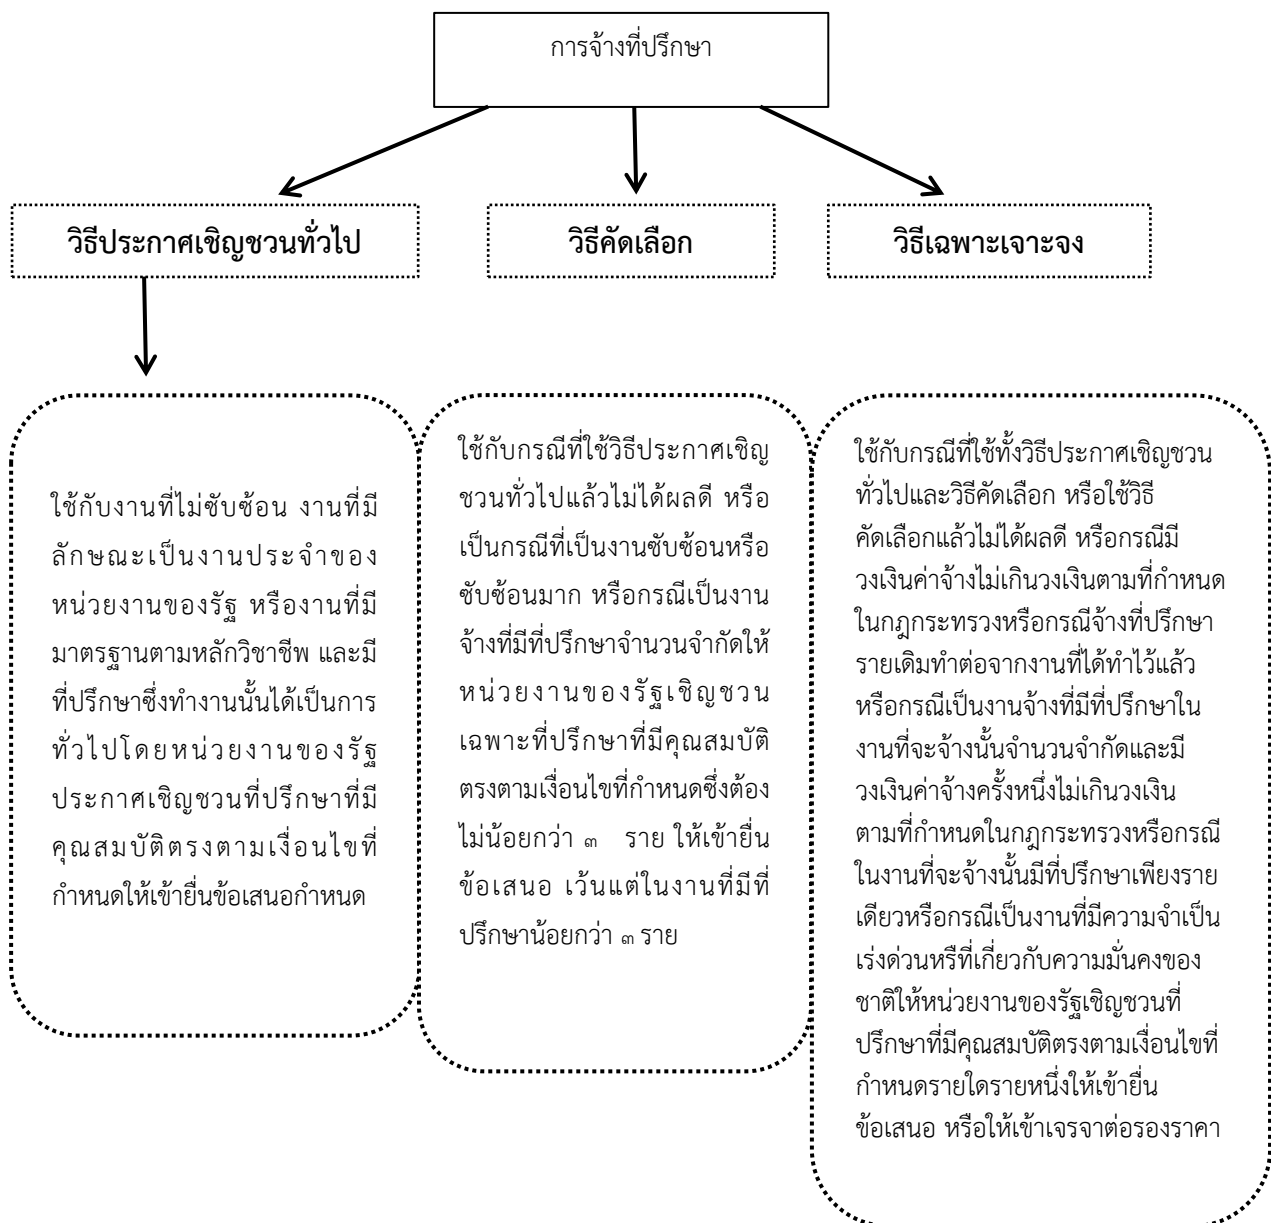 การจ้างที่ปรึกษา
วิธีประกาศเชิญชวนทั่วไป
วิธีคัดเลือก
วิธีเฉพาะเจาะจง
ใช้กับงานที่ไม่ซับซ้อน งานที่มี
ลักษณะเป็นงานประจำของ
หน่วยงานของรัฐ หรืองานที่มี
มาตรฐานตามหลักวิชาชีพ และมี
ที่ปรึกษาซึ่งทำงานนั้นได้เป็นการ
ทั่วไปโดยหน่วยงานของรัฐ
ประกาศเชิญชวนที่ปรึกษาที่มี
คุณสมบัติตรงตามเงื่อนไขที่
กำหนดให้เข้ายื่นข้อเสนอกำหนด
ใช้กับกรณีที่ใช้วิธีประกาศเชิญ
ชวนทั่วไปแล้วไม่ได้ผลดี หรือ
เป็นกรณีที่เป็นงานซับซ้อนหรือ
ซับซ้อนมาก หรือกรณีเป็นงาน
จ้างที่มีที่ปรึกษาจำนวนจำกัดให้
หน่วยงานของรัฐเชิญชวน
เฉพาะที่ปรึกษาที่มีคุณสมบัติ
ตรงตามเงื่อนไขที่กำหนดซึ่งต้อง
ไม่น้อยกว่า ๓ ราย ให้เข้ายื่น
ข้อเสนอ เว้นแต่ในงานที่มีที่
ปรึกษาน้อยกว่า ๓ ราย
ใช้กับกรณีที่ใช้ทั้งวิธีประกาศเชิญชวน
ทั่วไปและวิธีคัดเลือก หรือใช้วิธี
คัดเลือกแล้วไม่ได้ผลดี หรือกรณีมี
วงเงินค่าจ้างไม่เกินวงเงินตามที่กำหนด
ในกฎกระทรวงหรือกรณีจ้างที่ปรึกษา
รายเดิมทำต่อจากงานที่ได้ทำไว้แล้ว
หรือกรณีเป็นงานจ้างที่มีที่ปรึกษาใน
งานที่จะจ้างนั้นจำนวนจำกัดและมี
วงเงินค่าจ้างครั้งหนึ่งไม่เกินวงเงิน
ตามที่กำหนดในกฎกระทรวงหรือกรณี
ในงานที่จะจ้างนั้นมีที่ปรึกษาเพียงราย
เดียวหรือกรณีเป็นงานที่มีความจำเป็น
เร่งด่วนหรืที่เกี่ยวกับความมั่นคงของ
ชาติให้หน่วยงานของรัฐเชิญชวนที่
ปรึกษาที่มีคุณสมบัติตรงตามเงื่อนไขที่
กำหนดรายใดรายหนึ่งให้เข้ายื่น
ข้อเสนอ หรือให้เข้าเจรจาต่อรองราคา